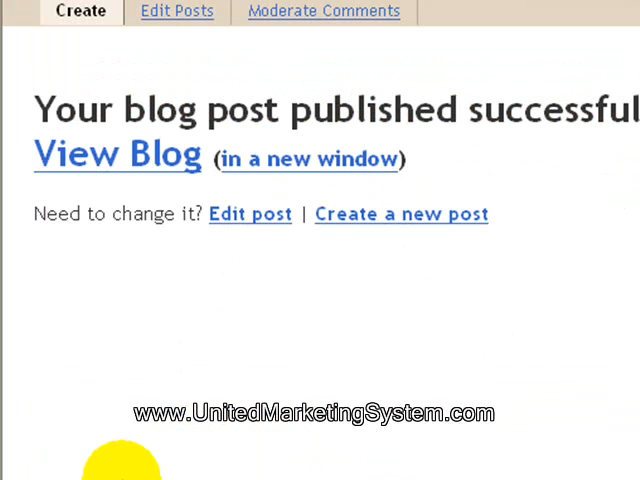 Create Edit Posts Moderate Comments
Your blog post published successful
View Blog (in a new window)
Need to change it? Edit post | Create a new post
www.UnitedMarketingSystem.com